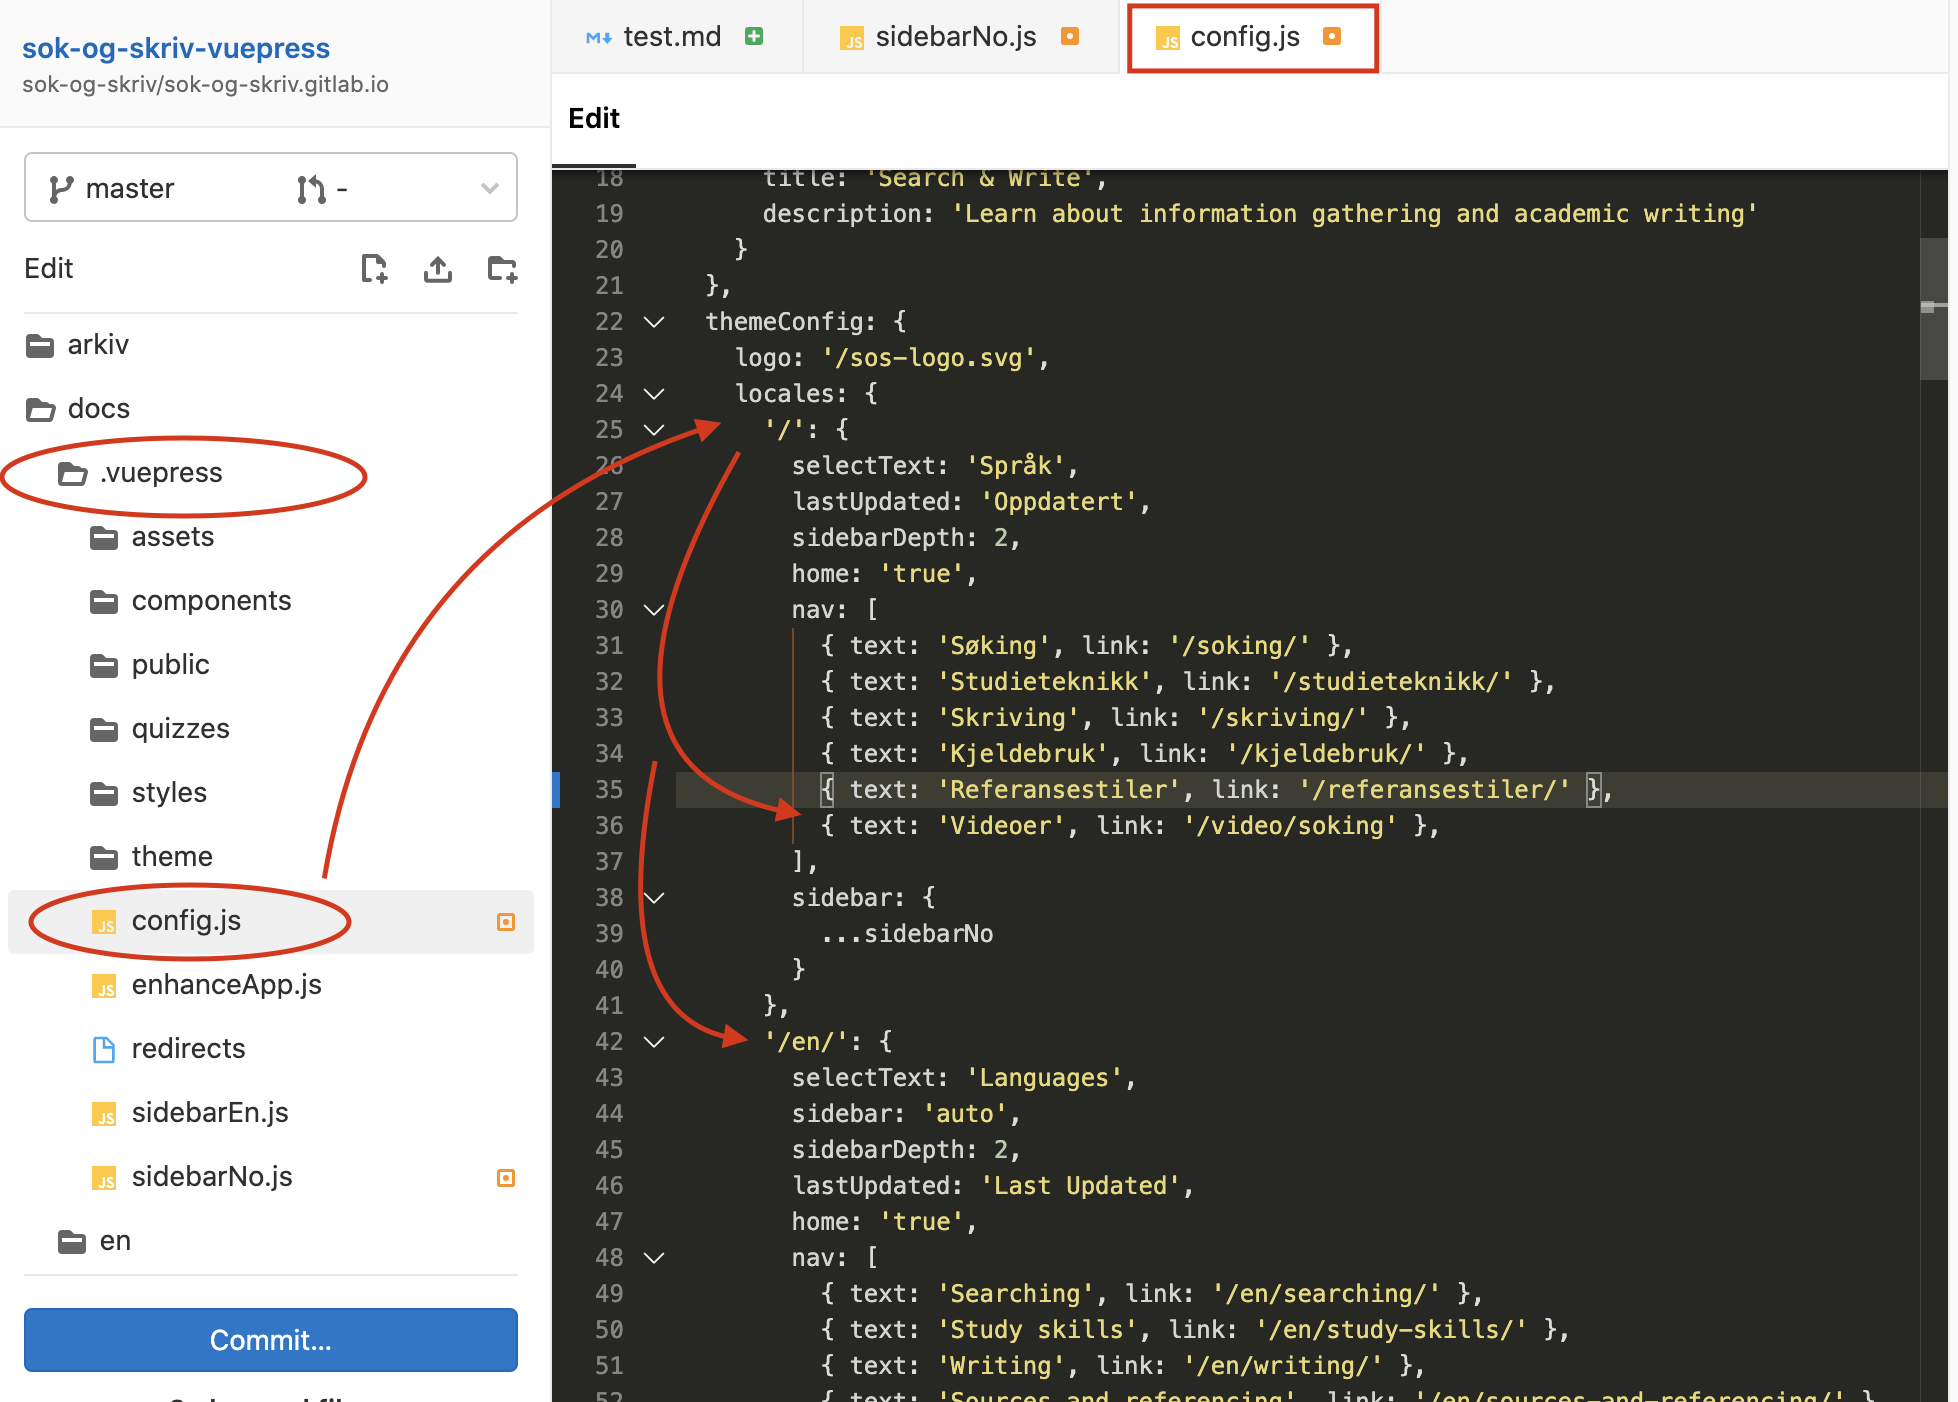 sok-og-skriv-vuepress
sok-og-skriv/sok-og-skriv.gitlab.io
master -
Edit
arkiv
docs
.vuepress
assets
components
public
quizzes
styles
theme
JS config.js
JS enhanceApp.js
redirects
JS sidebarEn.js
JS sidebarNo.js
en
Commit...
M↓ test.md
JS sidebarNo.js
JS config.js
Edit
18 title: 'Search & Write',
19 description: 'Learn about information gathering and academic writing'
20 }
21 },
22 themeConfig: {
23 logo: '/sos-logo.svg',
24 locales: {
25 '/': {
26 selectText: 'Språk',
27 lastUpdated: 'Oppdatert',
28 sidebarDepth: 2,
29 home: 'true',
30 nav: [
31 { text: 'Søking', link: '/soking/' },
32 { text: 'Studieteknikk', link: '/studieteknikk/' },
33 { text: 'Skriving', link: '/skriving/' },
34 { text: 'Kjeldebruk', link: '/kjeldebruk/' },
35 { text: 'Referansestiler', link: '/referansestiler/' },
36 { text: 'Videoer', link: '/video/soking' },
37 ],
38 sidebar: {
39 ...sidebarNo
40 }
41 },
42 '/en/': {
43 selectText: 'Languages',
44 sidebar: 'auto',
45 sidebarDepth: 2,
46 lastUpdated: 'Last Updated',
47 home: 'true',
48 nav: [
49 { text: 'Searching', link: '/en/searching/' },
50 { text: 'Study skills', link: '/en/study-skills/' },
51 { text: 'Writing', link: '/en/writing/' },
52 { text: 'Sources and referencing', link: '/en/sources-and-referencing/' }